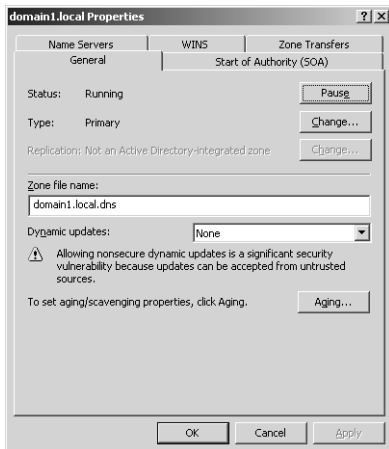 domain1.local Properties
Name Servers WINS Zone Transfers
General Start of Authority (SOA)
Status: Running Pause
Type: Primary Change...
Replication: Not an Active Directory-integrated zone Change...
Zone file name:
domain1.local.dns
Dynamic updates: None
Allowing nonsecure dynamic updates is a significant security
vulnerability because updates can be accepted from untrusted
sources.
To set aging/scavenging properties, click Aging. Aging...
OK Cancel Apply